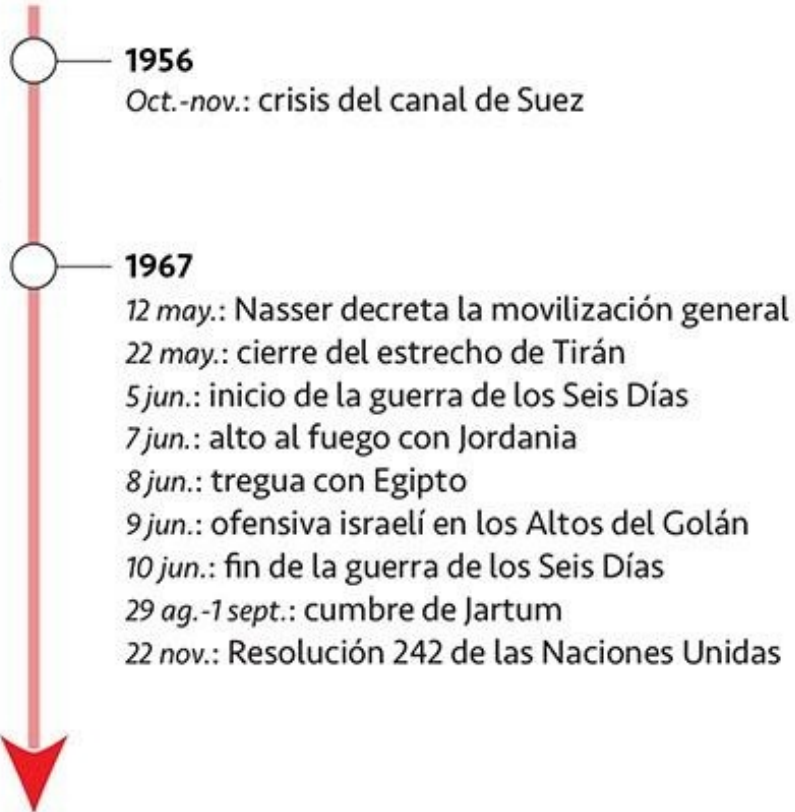 1956
Oct.-nov.: crisis del canal de Suez
1967
12 may.: Nasser decreta la movilización general
22 may.: cierre del estrecho de Tirán
5 jun.: inicio de la guerra de los Seis Días
7 jun.: alto al fuego con Jordania
8 jun.: tregua con Egipto
9 jun.: ofensiva israelí en los Altos del Golán
10 jun.: fin de la guerra de los Seis Días
29 ag.-1 sept.: cumbre de Jartum
22 nov.: Resolución 242 de las Naciones Unidas